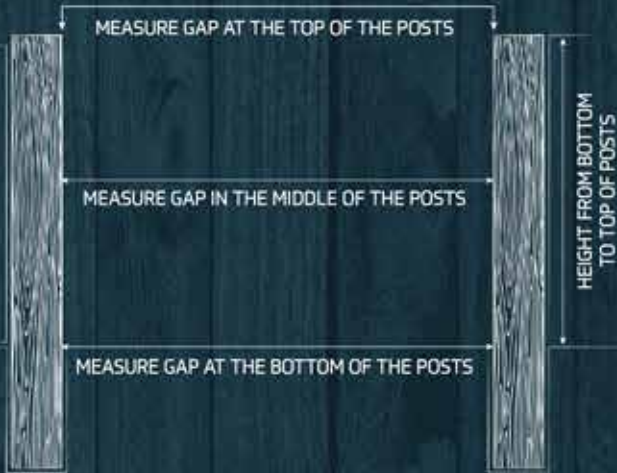 MEASURE GAP AT THE TOP OF THE POSTS
MEASURE GAP IN THE MIDDLE OF THE POSTS
MEASURE GAP AT THE BOTTOM OF THE POSTS
HEIGHT FROM BOTTOM
TO TOP OF POSTS